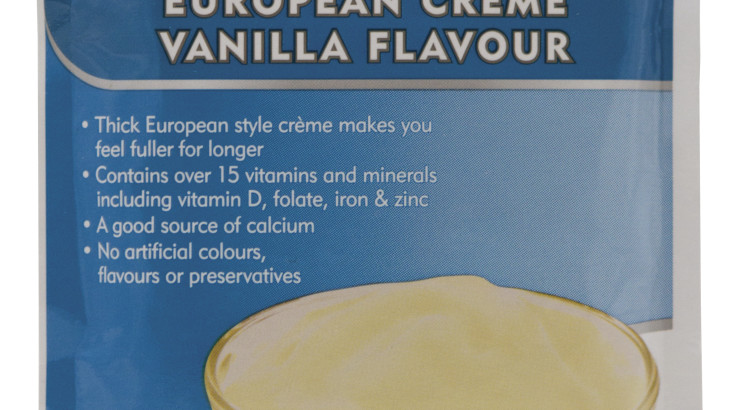 EUROPEAN CRÈME
VANILLA FLAVOUR
• Thick European style crème makes you
feel fuller for longer
• Contains over 15 vitamins and minerals
including vitamin D, folate, iron & zinc
• A good source of calcium
• No artificial colours,
flavours or preservatives